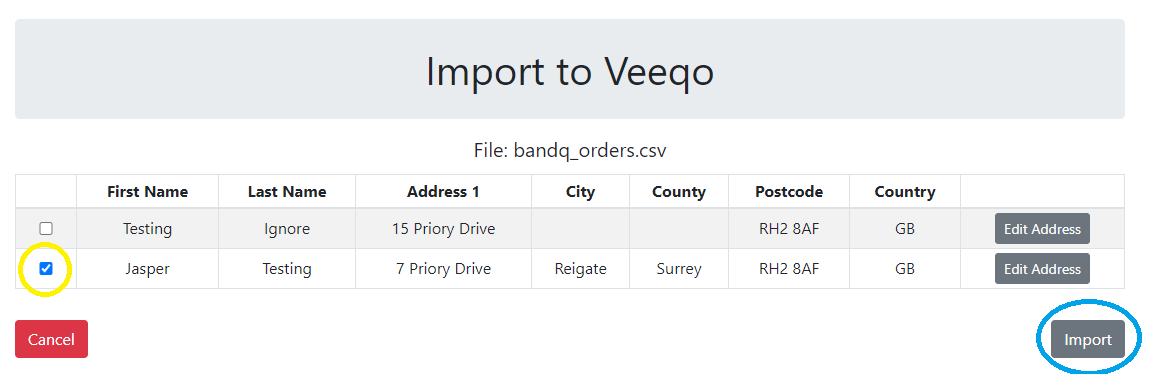 Import to Veeqo
File: bandq_orders.csv
First Name Last Name Address 1 City County Postcode Country
Testing Ignore 15 Priory Drive RH2 8AF GB Edit Address
Jasper Testing 7 Priory Drive Reigate Surrey RH2 8AF GB Edit Address
Cancel Import